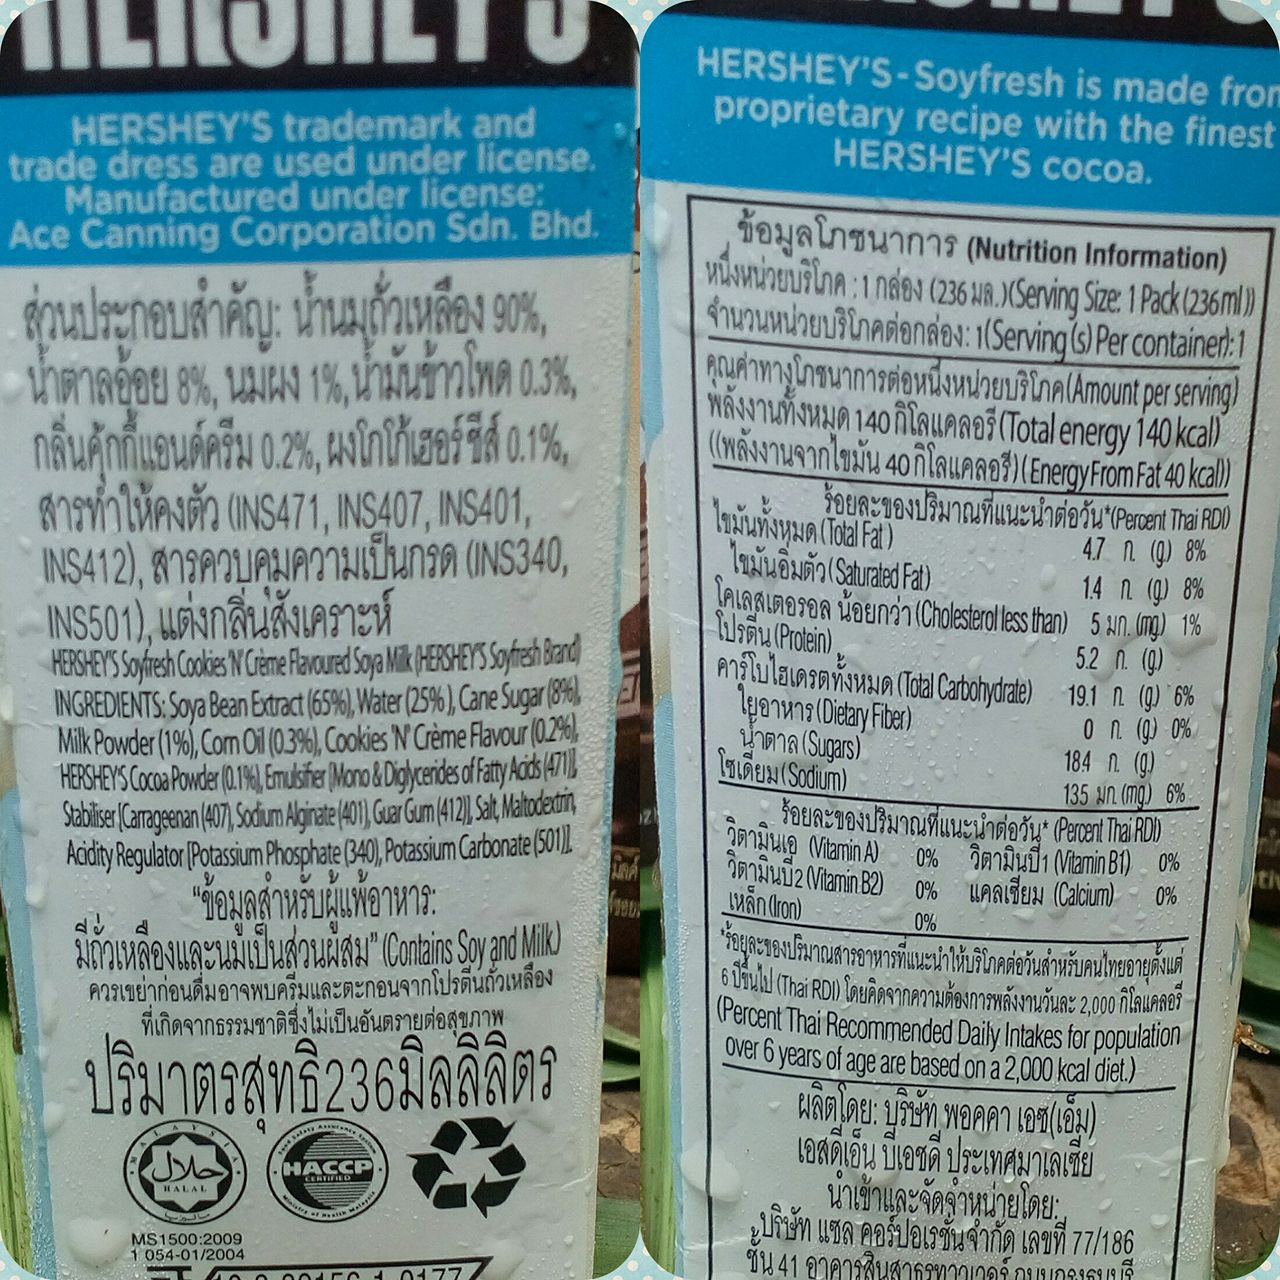 HERSHEY'S
HERSHEY'S trademark and
trade dress are used under license.
Manufactured under license:
Ace Canning Corporation Sdn. Bhd.
ส่วนประกอบสำคัญ: น้ำนมถั่วเหลือง 90%,
น้ำตาลอ้อย 8%, นมผง 1%, น้ำมันข้าวโพด 0.3%,
กลิ่นคุ้กกี้แอนด์ครีม 0.2%, ผงโกโก้เฮอร์ชีส์ 0.1%,
สารทำให้คงตัว (INS471, INS407, INS401,
INS412), สารควบคุมความเป็นกรด (INS340,
INS501), แต่งกลิ่นสังเคราะห์
HERSHEY'S Soyfresh Cookies 'N' Crème Flavoured Soya Milk (HERSHEY'S Soyfresh Brand)
INGREDIENTS: Soya Bean Extract (65%), Water (25%), Cane Sugar (8%),
Milk Powder (1%), Corn Oil (0.3%), Cookies 'N' Crème Flavour (0.2%),
HERSHEY'S Cocoa Powder (0.1%), Emulsifier [Mono & Diglycerides of Fatty Acids (471)],
Stabiliser [Carrageenan (407), Sodium Alginate (401), Guar Gum (412)], Salt, Maltodextrin,
Acidity Regulator [Potassium Phosphate (340), Potassium Carbonate (501)].
"ข้อมูลสำหรับผู้แพ้อาหาร:
มีถั่วเหลืองและนมเป็นส่วนผสม" (Contains Soy and Milk)
ควรเขย่าก่อนดื่มอาจพบครีมและตะกอนจากโปรตีนถั่วเหลือง
ที่เกิดจากธรรมชาติซึ่งไม่เป็นอันตรายต่อสุขภาพ
ปริมาตรสุทธิ236มิลลิลิตร
MALAYSIA
حلال
HALAL
ماليزيا
Food Safety Assurance System
HACCP
CERTIFIED
Ministry of Health Malaysia
MS1500:2009
1 054-01/2004
HERSHEY'S - Soyfresh is made from
proprietary recipe with the finest
HERSHEY'S cocoa.
ข้อมูลโภชนาการ (Nutrition Information)
หนึ่งหน่วยบริโภค : 1 กล่อง (236 มล.)(Serving Size: 1 Pack (236ml))
จำนวนหน่วยบริโภคต่อกล่อง: 1(Serving (s) Per container): 1
คุณค่าทางโภชนาการต่อหนึ่งหน่วยบริโภค(Amount per serving)
พลังงานทั้งหมด 140 กิโลแคลอรี (Total energy 140 kcal)
((พลังงานจากไขมัน 40 กิโลแคลอรี) (Energy From Fat 40 kcal))
ร้อยละของปริมาณที่แนะนำต่อวัน*(Percent Thai RDI)
ไขมันทั้งหมด (Total Fat) 4.7 ก. (g.) 8%
ไขมันอิ่มตัว (Saturated Fat) 1.4 ก. (g.) 8%
โคเลสเตอรอล น้อยกว่า (Cholesterol less than) 5 มก. (mg.) 1%
โปรตีน (Protein) 5.2 ก. (g.)
คาร์โบไฮเดรตทั้งหมด (Total Carbohydrate) 19.1 ก. (g.) 6%
ใยอาหาร (Dietary Fiber) 0 ก. (g.) 0%
น้ำตาล (Sugars) 18.4 ก. (g.)
โซเดียม (Sodium) 135 มก. (mg.) 6%
ร้อยละของปริมาณที่แนะนำต่อวัน* (Percent Thai RDI)
วิตามินเอ (Vitamin A) 0% วิตามินบี1 (Vitamin B1) 0%
วิตามินบี2 (Vitamin B2) 0% แคลเซียม (Calcium) 0%
เหล็ก (Iron) 0%
*ร้อยละของปริมาณสารอาหารที่แนะนำให้บริโภคต่อวันสำหรับคนไทยอายุตั้งแต่
6 ปีขึ้นไป (Thai RDI) โดยคิดจากความต้องการพลังงานวันละ 2,000 กิโลแคลอรี
(Percent Thai Recommended Daily Intakes for population
over 6 years of age are based on a 2,000 kcal diet.)
ผลิตโดย: บริษัท พอคคา เอซ(เอ็ม)
เอสดีเอ็น บีเอชดี ประเทศมาเลเซีย
นำเข้าและจัดจำหน่ายโดย:
บริษัท แซล คอร์ปอเรชั่น จำกัด เลขที่ 77/186
ชั้น 41 อาคารสินสาธรทาวเวอร์ ถนนกรุงธนบุรี